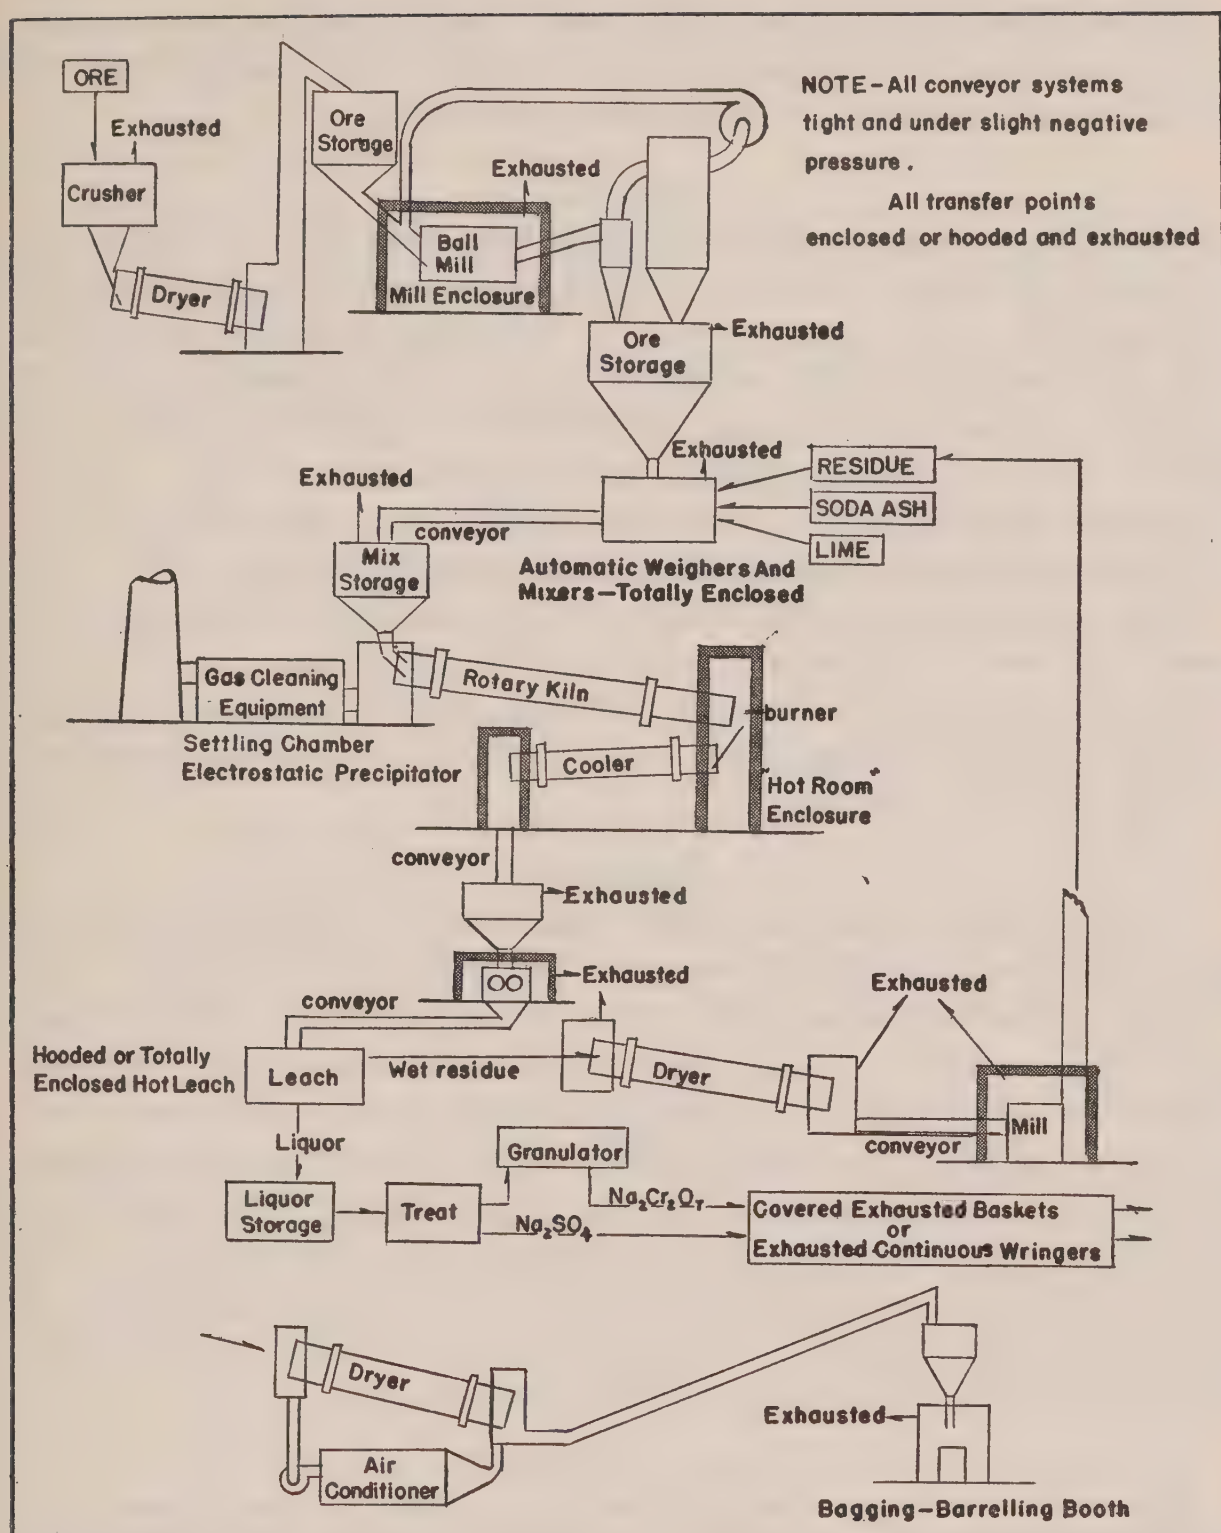 ORE
Exhausted
Crusher
Dryer
Ore
Storage
Exhausted
Ball
Mill
Mill Enclosure
NOTE-All conveyor systems
tight and under slight negative
pressure.
All transfer points
enclosed or hooded and exhausted
Exhausted
Ore
Storage
Exhausted
RESIDUE
SODA ASH
LIME
Exhausted
conveyor
Mix
Storage
Automatic Weighers And
Mixers-Totally Enclosed
Gas Cleaning
Equipment
Rotary Kiln
burner
Settling Chamber
Electrostatic Precipitator
Cooler
"Hot Room"
Enclosure
conveyor
Exhausted
Exhausted
conveyor
Exhausted
Hooded or Totally
Enclosed Hot Leach
Leach
Wet residue
Dryer
conveyor
Mill
Liquor
Granulator
Liquor
Storage
Treat
Na₂Cr₂O₇
Na₂SO₄
Covered Exhausted Baskets
or
Exhausted Continuous Wringers
Dryer
Exhausted
Air
Conditioner
Bagging-Barrelling Booth